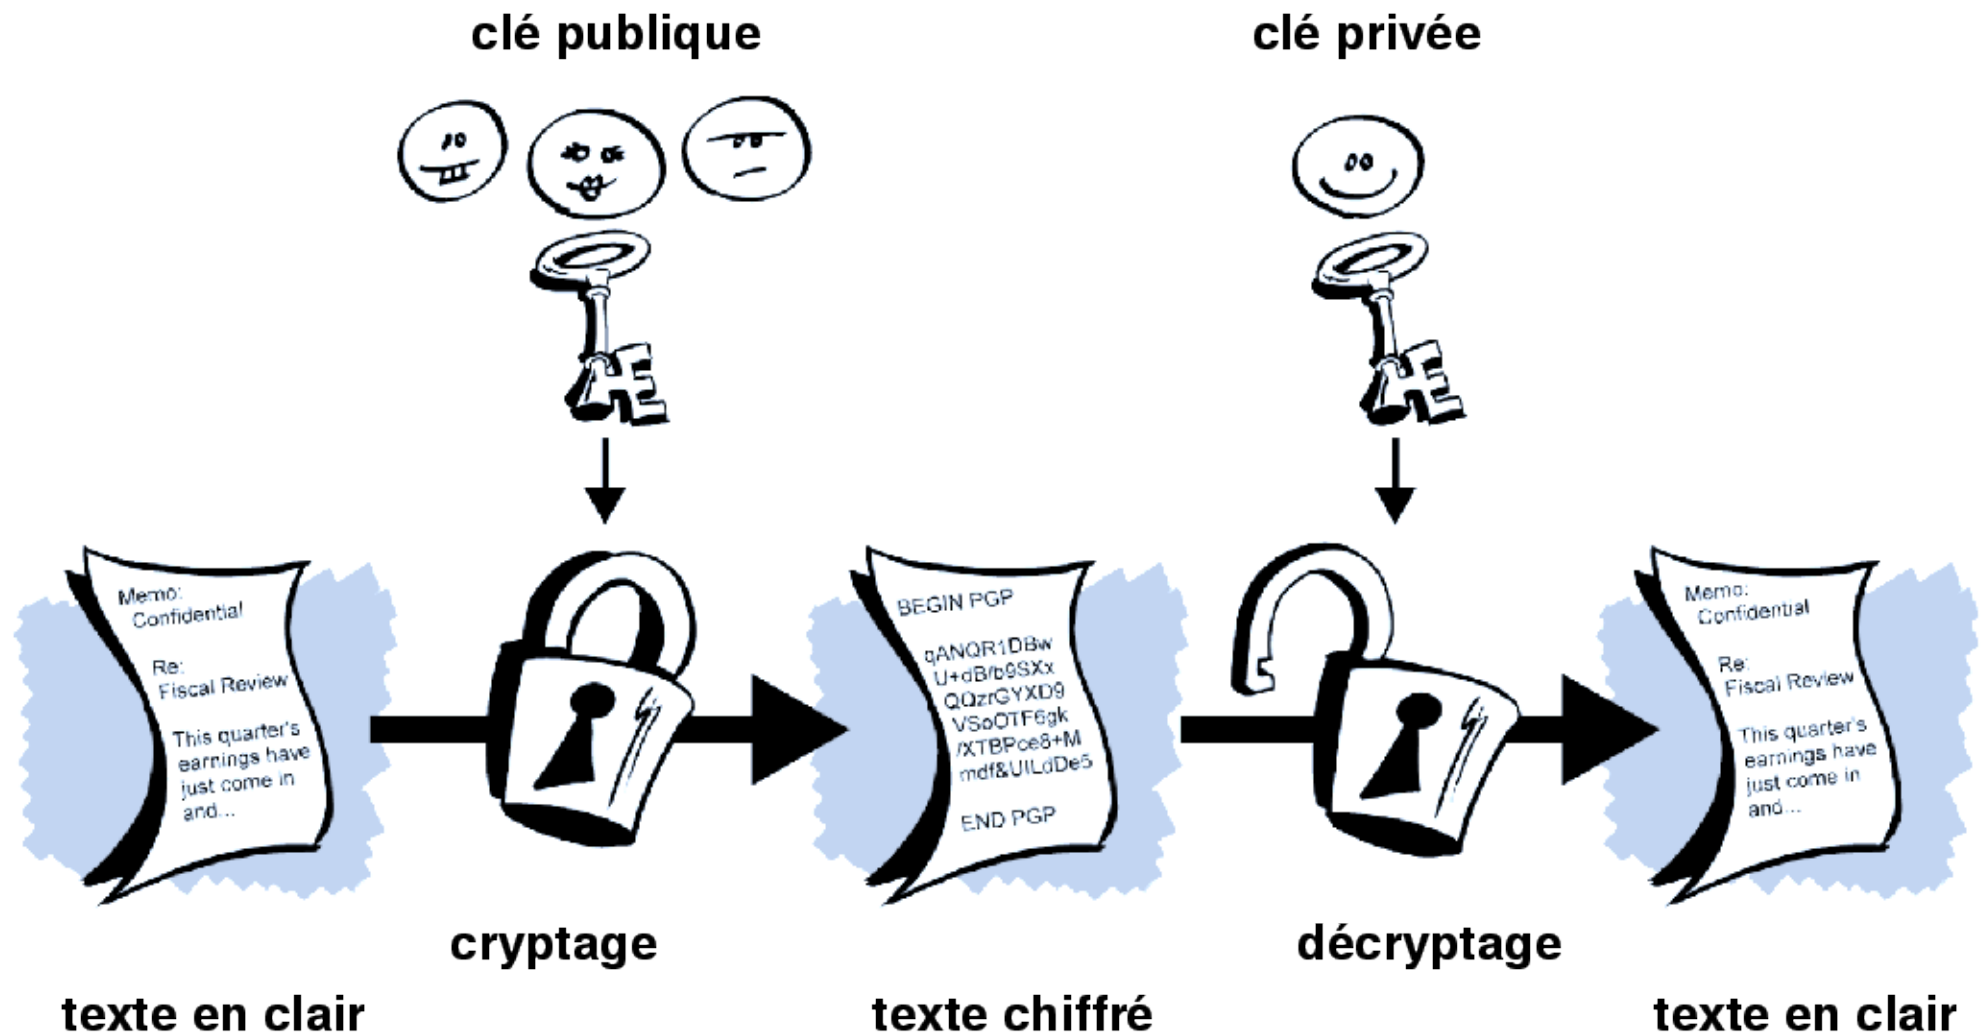 clé publique
clé privée
Memo:
Confidential
Re:
Fiscal Review
This quarter's
earnings have
just come in
and...
BEGIN PGP
qANQR1DBw
U+dB/b9SXx
QQzrGYXD9
VSoOTF6gk
/XTBPce8+M
mdf&UILdDe5
END PGP
Memo:
Confidential
Re:
Fiscal Review
This quarter's
earnings have
just come in
and...
cryptage
décryptage
texte en clair
texte chiffré
texte en clair